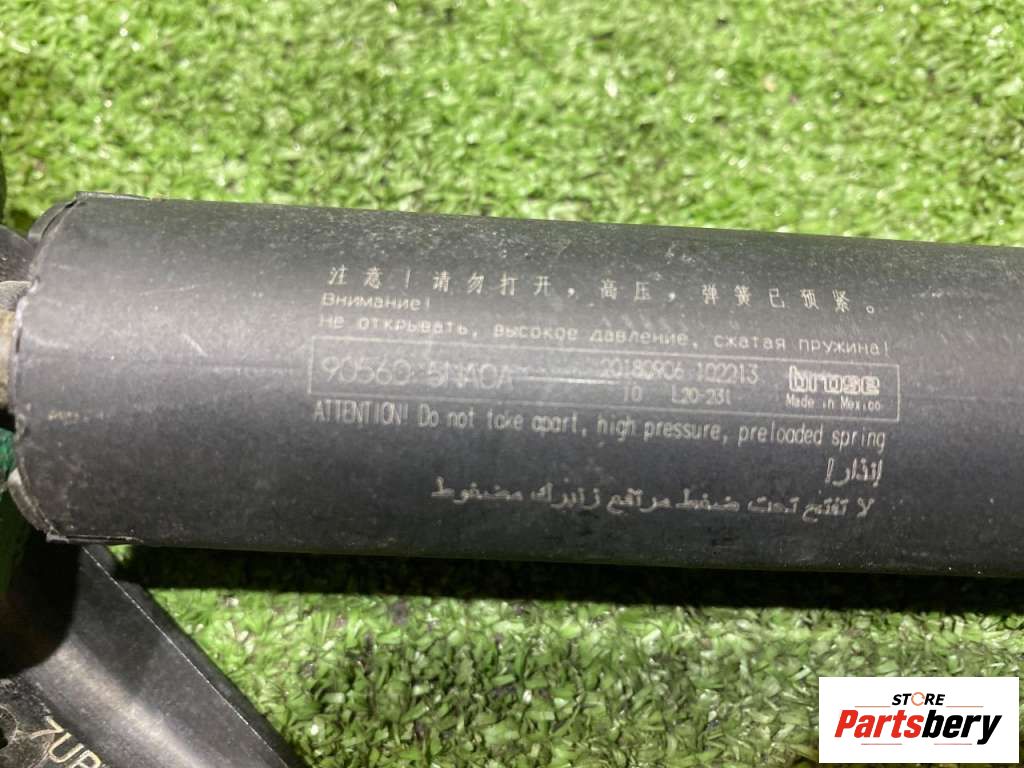 注意！请勿打开，高压，弹簧已预紧。
Внимание!
Не открывать, высокое давление, сжатая пружина!
90560 5NA0A 20180906 102213 brose
10 L20-231 Made in Mexico
ATTENTION! Do not take apart, high pressure, preloaded spring
إنذار!
لا تفتح تحت ضغط مرتفع زنبرك مضغوط
7UP
STORE
Partsbery